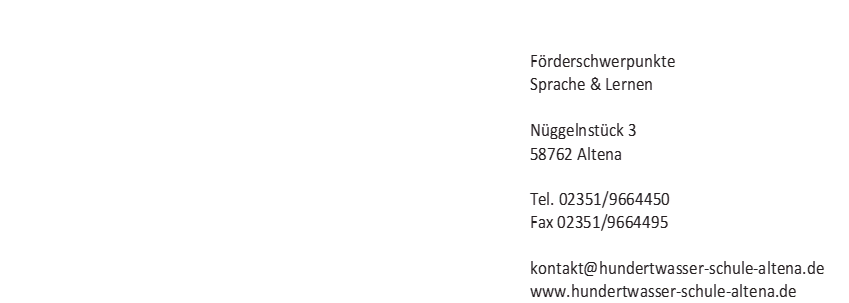 Förderschwerpunkte
Sprache & Lernen
Nüggelnstück 3
58762 Altena
Tel. 02351/9664450
Fax 02351/9664495
kontakt@hundertwasser-schule-altena.de
www.hundertwasser-schule-altena.de